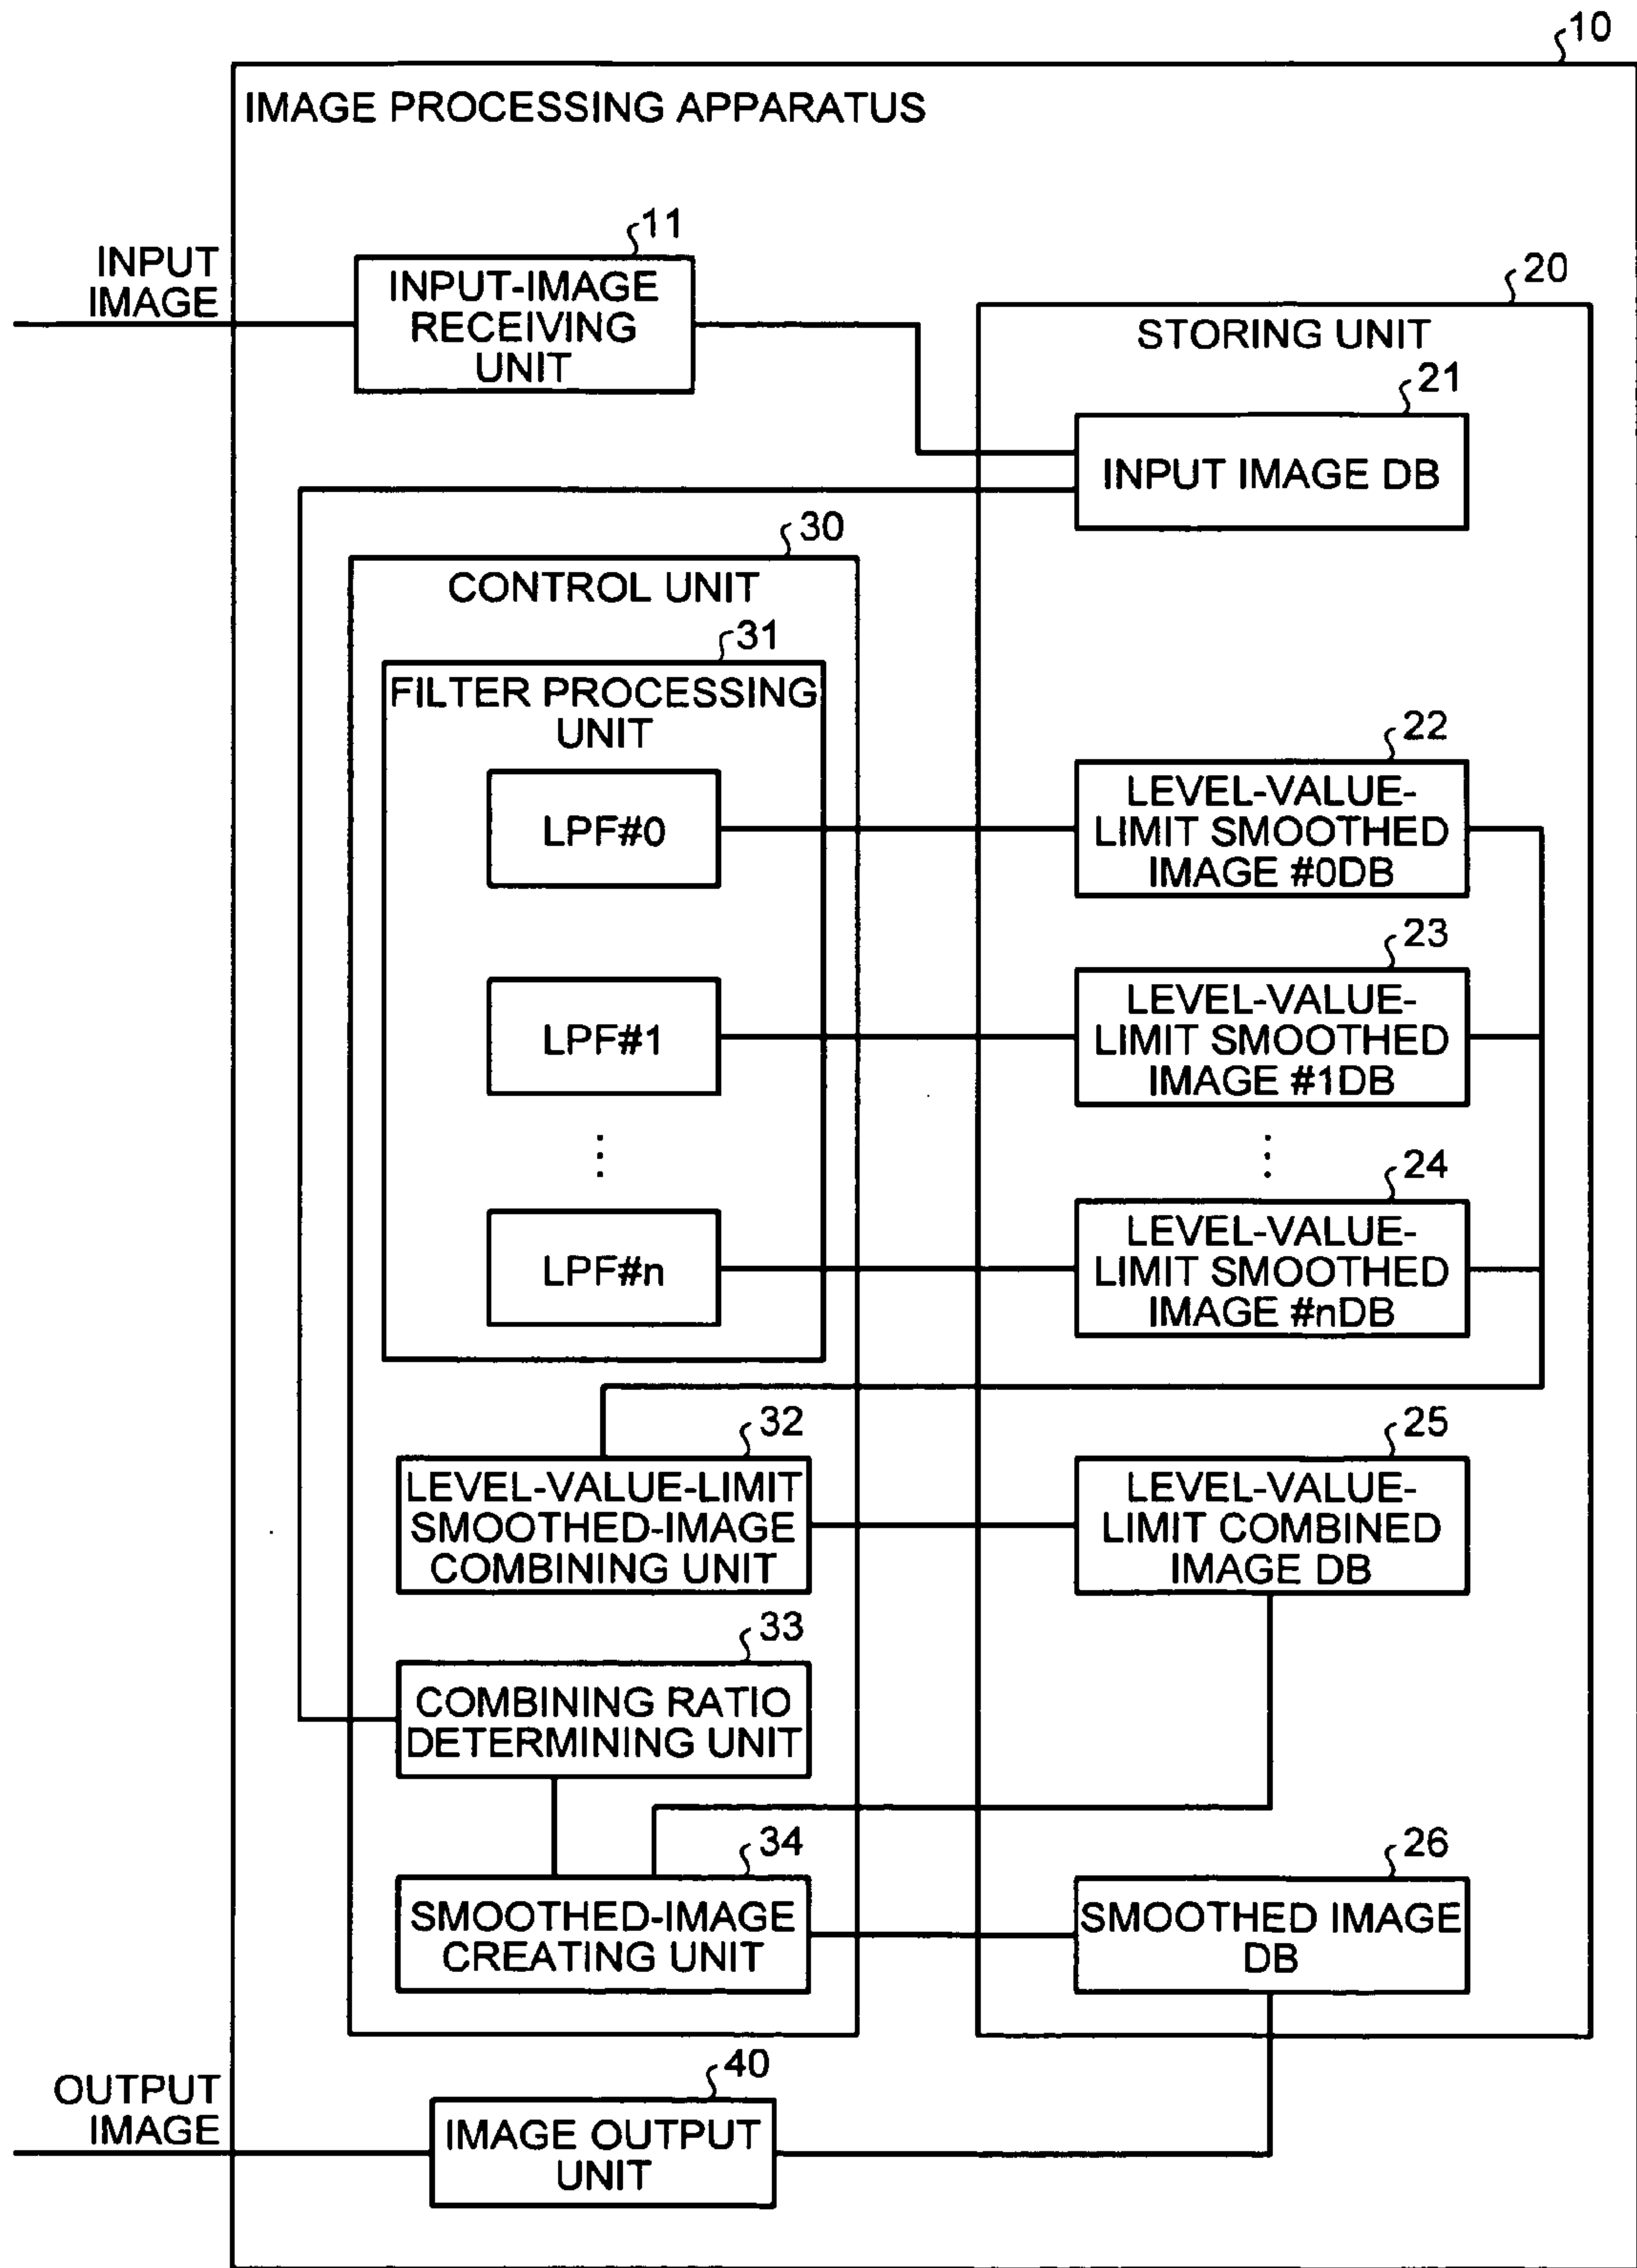 10
IMAGE PROCESSING APPARATUS
11
INPUT
IMAGE
INPUT-IMAGE
RECEIVING
UNIT
20
STORING UNIT
21
INPUT IMAGE DB
30
CONTROL UNIT
31
FILTER PROCESSING
UNIT
LPF#0
22
LEVEL-VALUE-
LIMIT SMOOTHED
IMAGE #0DB
LPF#1
23
LEVEL-VALUE-
LIMIT SMOOTHED
IMAGE #1DB
⋮
⋮
LPF#n
24
LEVEL-VALUE-
LIMIT SMOOTHED
IMAGE #nDB
32
LEVEL-VALUE-LIMIT
SMOOTHED-IMAGE
COMBINING UNIT
25
LEVEL-VALUE-
LIMIT COMBINED
IMAGE DB
33
COMBINING RATIO
DETERMINING UNIT
34
SMOOTHED-IMAGE
CREATING UNIT
26
SMOOTHED IMAGE
DB
40
OUTPUT
IMAGE
IMAGE OUTPUT
UNIT